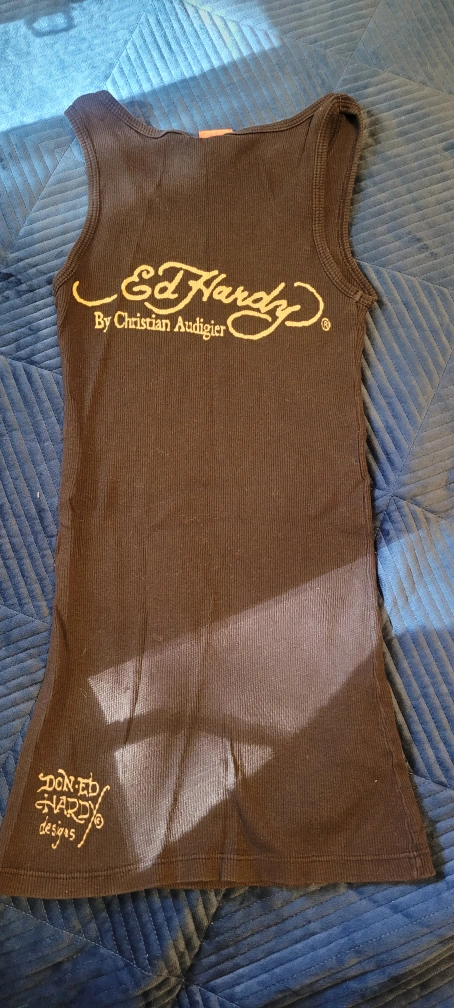 Ed Hardy
By Christian Audigier ®
DON ED
HARDY ®
designs